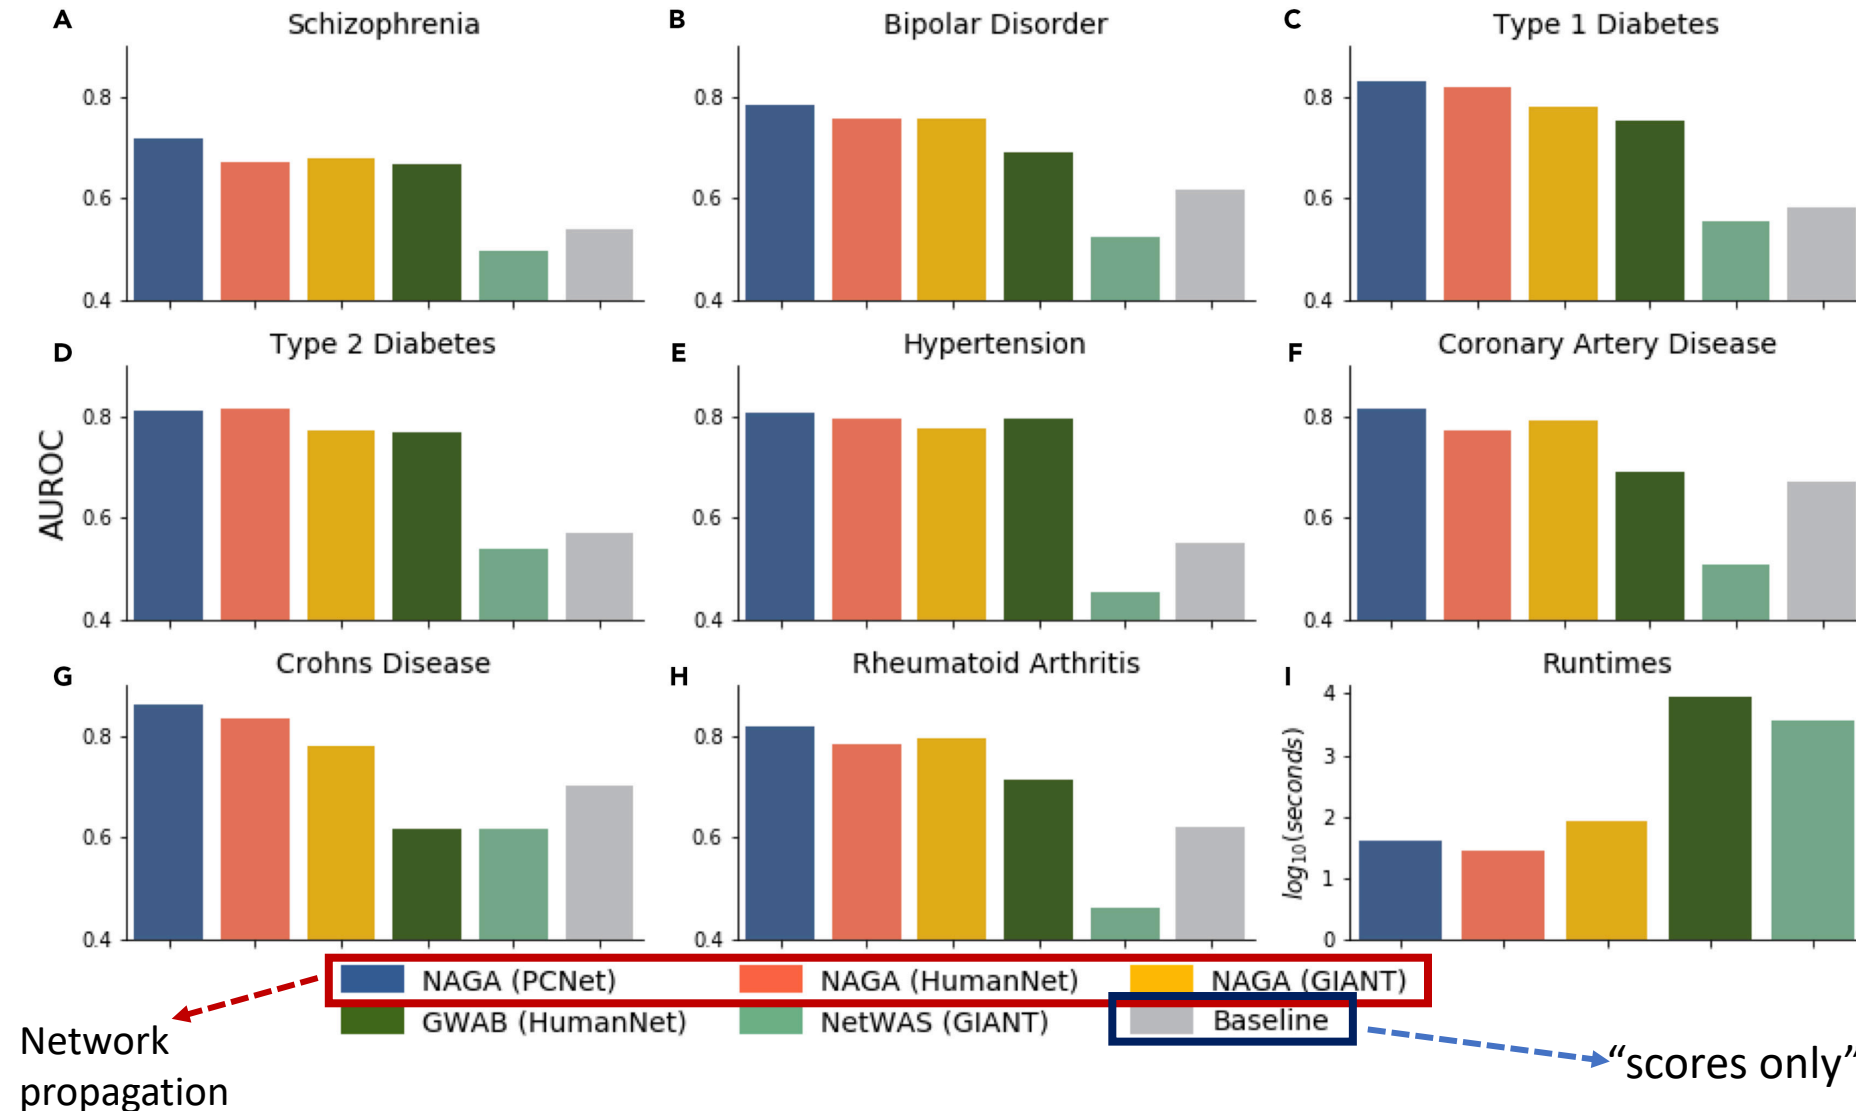 A Schizophrenia
B Bipolar Disorder
C Type 1 Diabetes
0.8
0.6
0.4
0.8
0.6
0.4
0.8
0.6
0.4
D Type 2 Diabetes
E Hypertension
F Coronary Artery Disease
AUROC
0.8
0.6
0.4
0.8
0.6
0.4
0.8
0.6
0.4
G Crohns Disease
H Rheumatoid Arthritis
I Runtimes
0.8
0.6
0.4
0.8
0.6
0.4
log10(seconds)
4
3
2
1
0
NAGA (PCNet) NAGA (HumanNet) NAGA (GIANT)
GWAB (HumanNet) NetWAS (GIANT) Baseline
Network
propagation
“scores only”